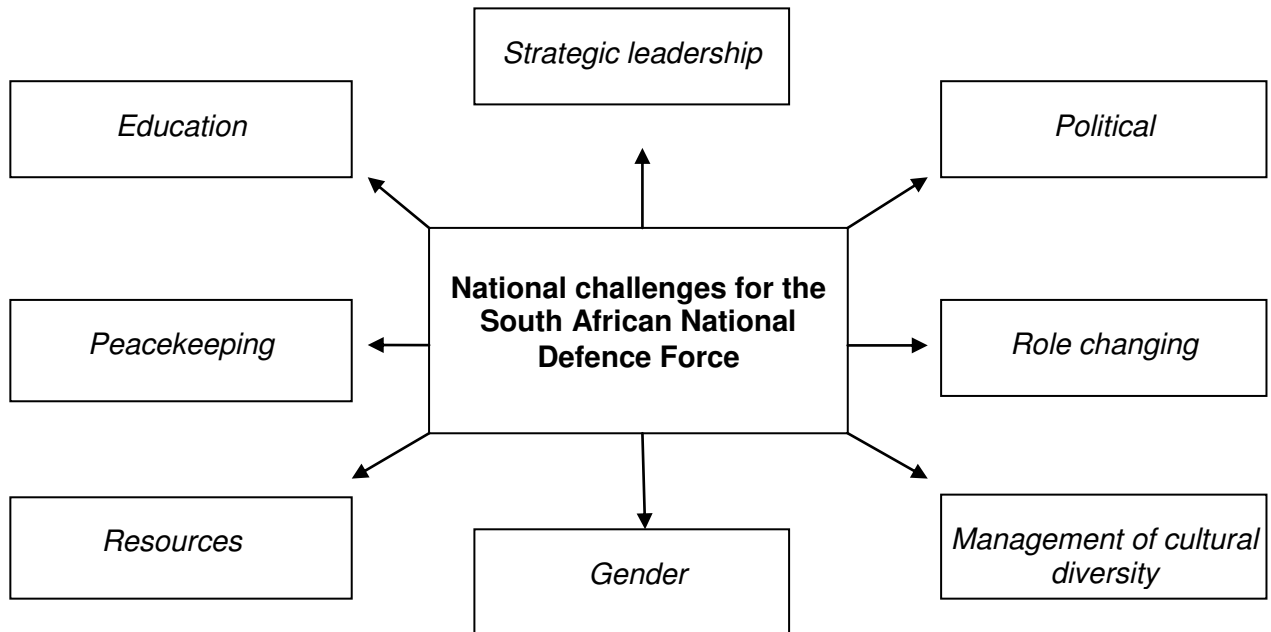 Strategic leadership
Education
Political
National challenges for the
South African National
Defence Force
Peacekeeping
Role changing
Resources
Gender
Management of cultural
diversity